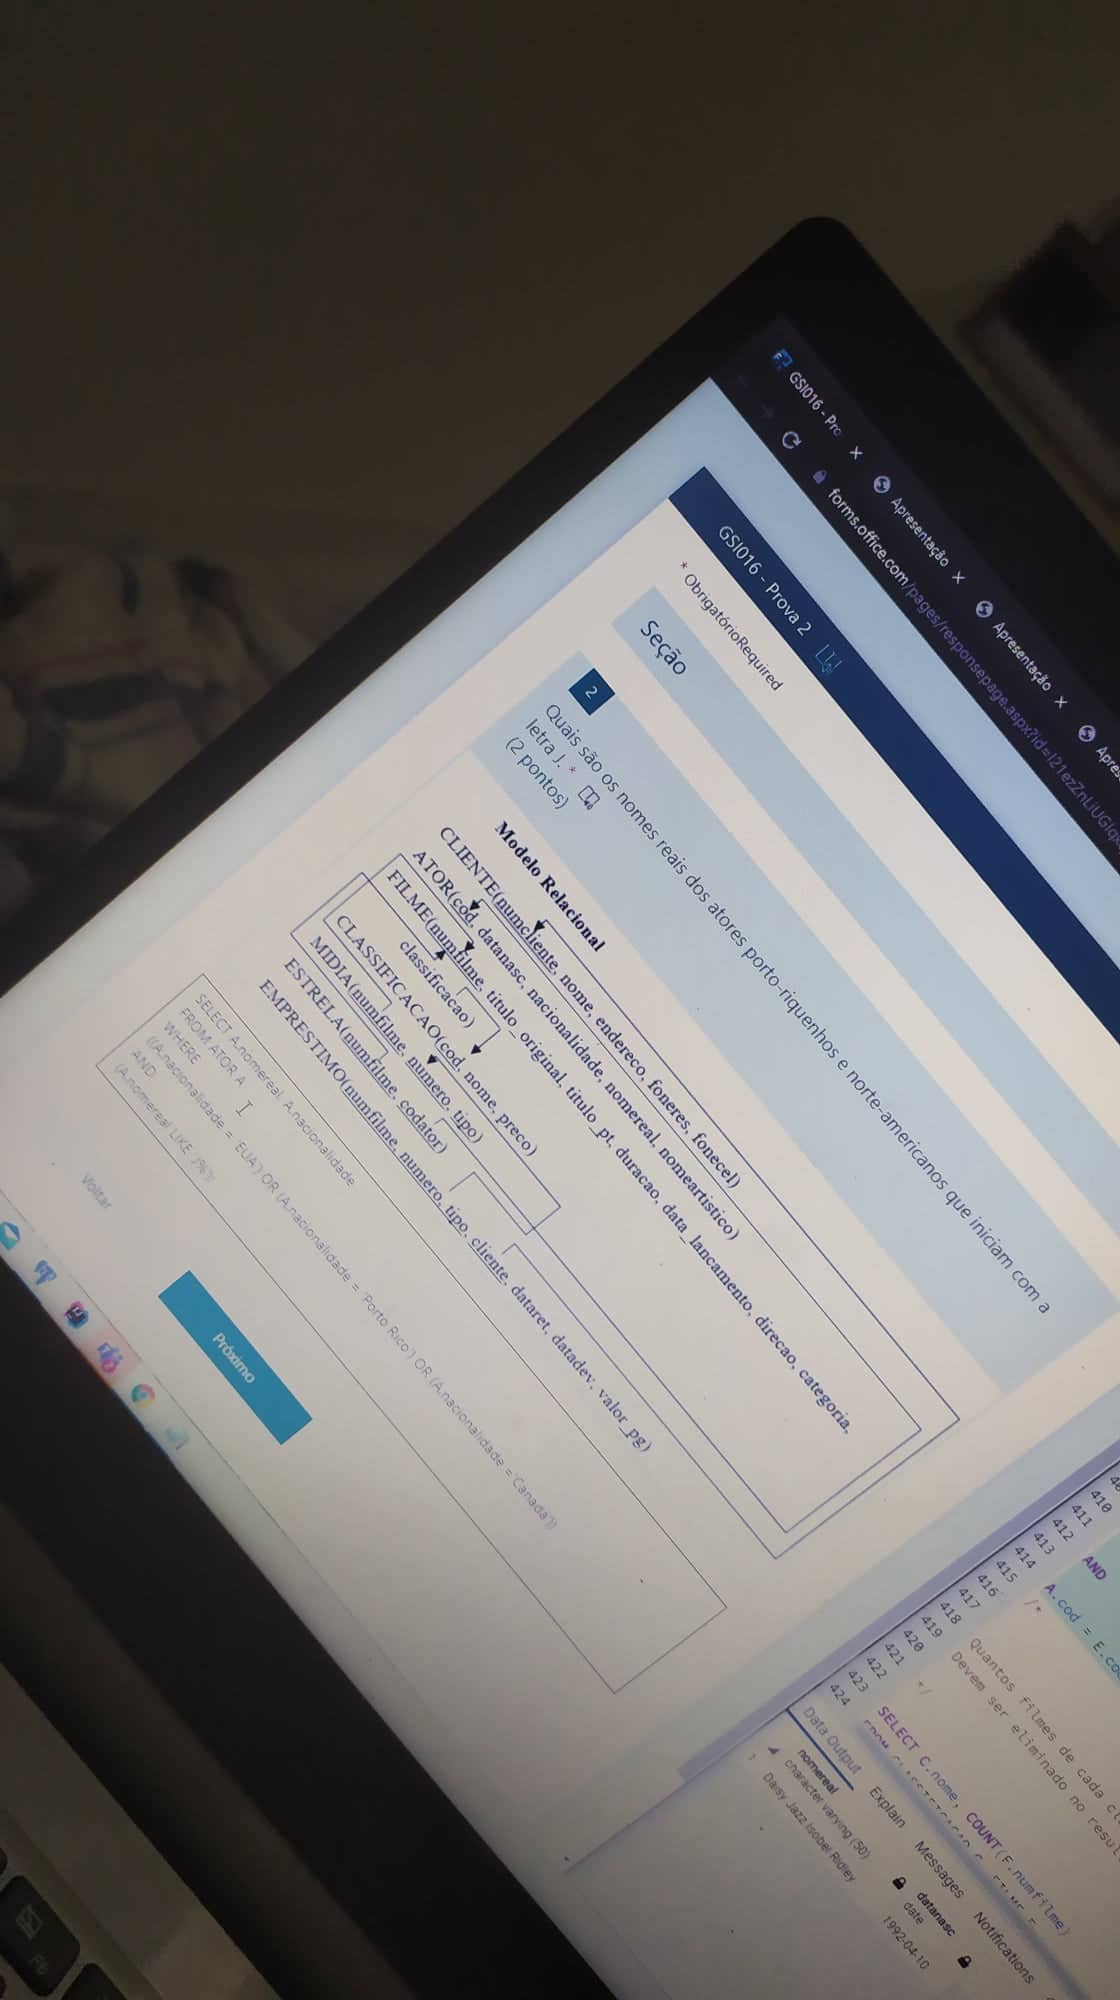 GSI016 - Pro
Apresentação
Apresentação
Apres
forms.office.com/pages/responsepage.aspx?id=
GSI016 - Prova 2
* ObrigatórioRequired
Seção
2
Quais são os nomes reais dos atores porto-riquenhos e norte-americanos que iniciam com a
letra J. *
(2 pontos)
Modelo Relacional
CLIENTE(numcliente, nome, endereco, foneres, fonecel)
ATOR(cod, datanasc, nacionalidade, nomereal, nomeartistico)
FILME(numfilme, titulo_original, titulo_pt, duracao, data_lancamento, direcao, categoria,
classificacao)
CLASSIFICACAO(cod, nome, preco)
MIDIA(numfilme, numero, tipo)
ESTRELA(numfilme, codator)
EMPRESTIMO(numfilme, numero, tipo, cliente, dataret, datadev, valor_pg)
SELECT A.nomereal, A.nacionalidade
FROM ATOR A
WHERE
((A.nacionalidade = 'EUA') OR (A.nacionalidade = 'Porto Rico') OR (A.nacionalidade = 'Canada'))
AND
(A.nomereal LIKE 'J%');
Voltar
Próximo
410
411
412 AND
413 A.cod = E.co
414
415 /*
416
417 Quantos filmes de cada
418 Devem ser eliminado no resul
419
420
421 */
422
423 SELECT C.nome, COUNT(F.numfilme)
424
Data Output Explain Messages Notifications
nomereal
character varying (50)
datanasc
date
Daisy Jazz Isobel Ridley
1992-04-10
F6